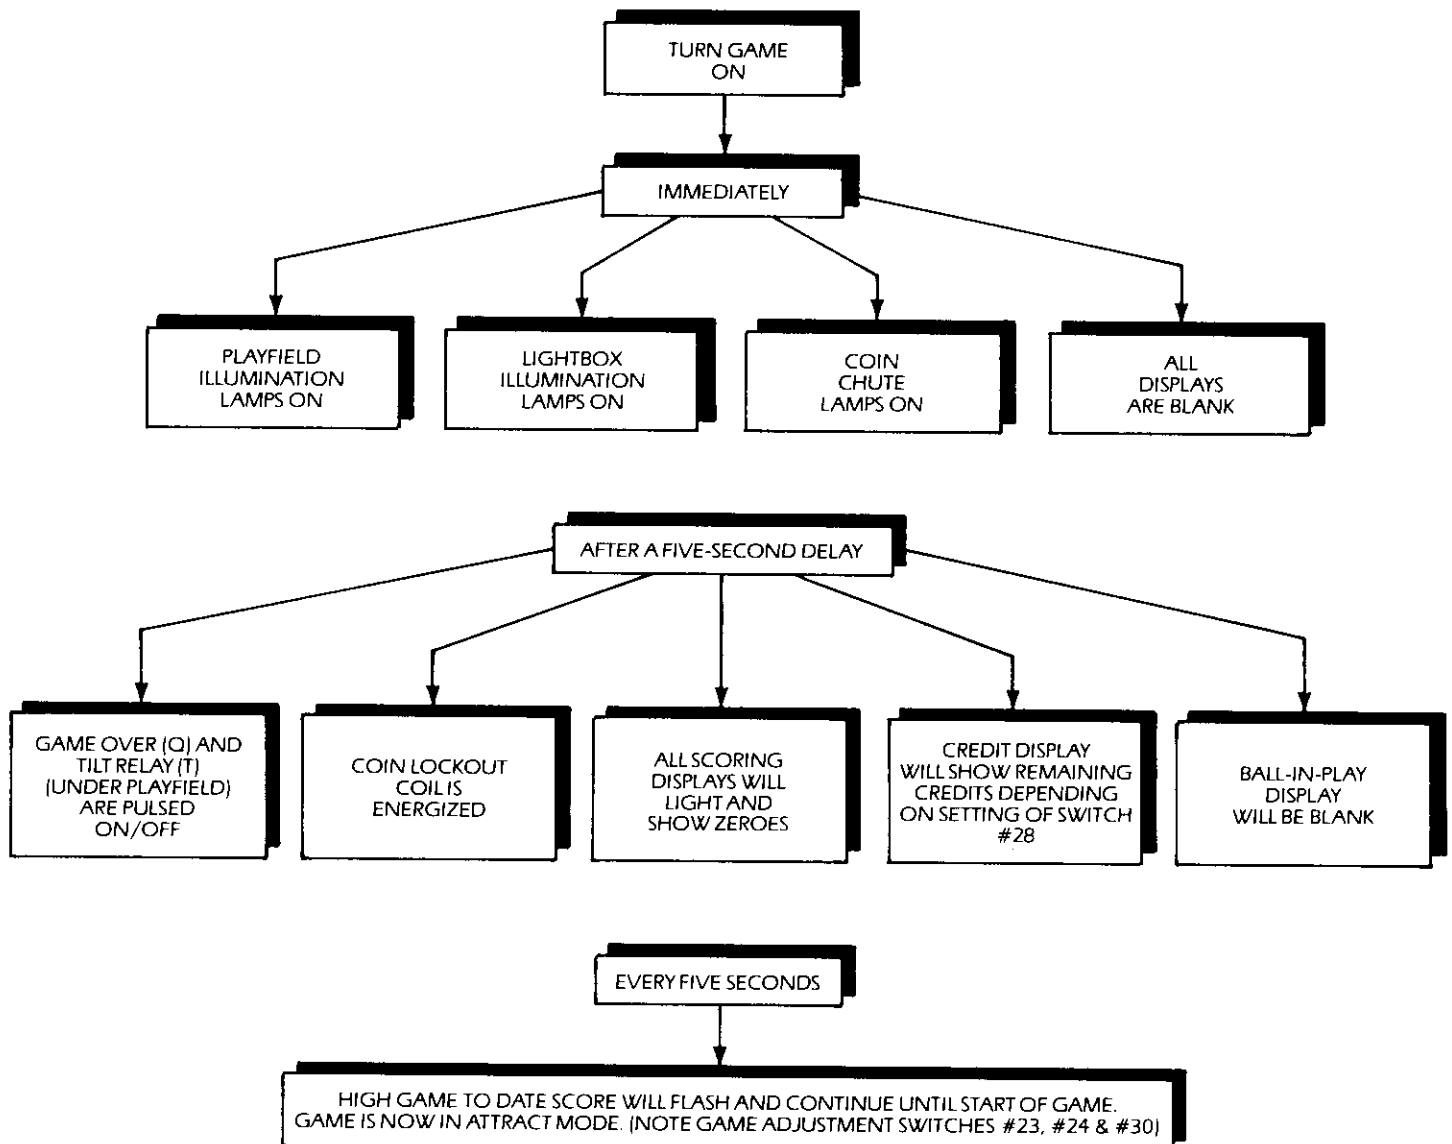 TURN GAME
ON
IMMEDIATELY
PLAYFIELD
ILLUMINATION
LAMPS ON
LIGHTBOX
ILLUMINATION
LAMPS ON
COIN
CHUTE
LAMPS ON
ALL
DISPLAYS
ARE BLANK
AFTER A FIVE-SECOND DELAY
GAME OVER (Q) AND
TILT RELAY (T)
(UNDER PLAYFIELD)
ARE PULSED
ON/OFF
COIN LOCKOUT
COIL IS
ENERGIZED
ALL SCORING
DISPLAYS WILL
LIGHT AND
SHOW ZEROES
CREDIT DISPLAY
WILL SHOW REMAINING
CREDITS DEPENDING
ON SETTING OF SWITCH
#28
BALL-IN-PLAY
DISPLAY
WILL BE BLANK
EVERY FIVE SECONDS
HIGH GAME TO DATE SCORE WILL FLASH AND CONTINUE UNTIL START OF GAME.
GAME IS NOW IN ATTRACT MODE. (NOTE GAME ADJUSTMENT SWITCHES #23, #24 & #30)